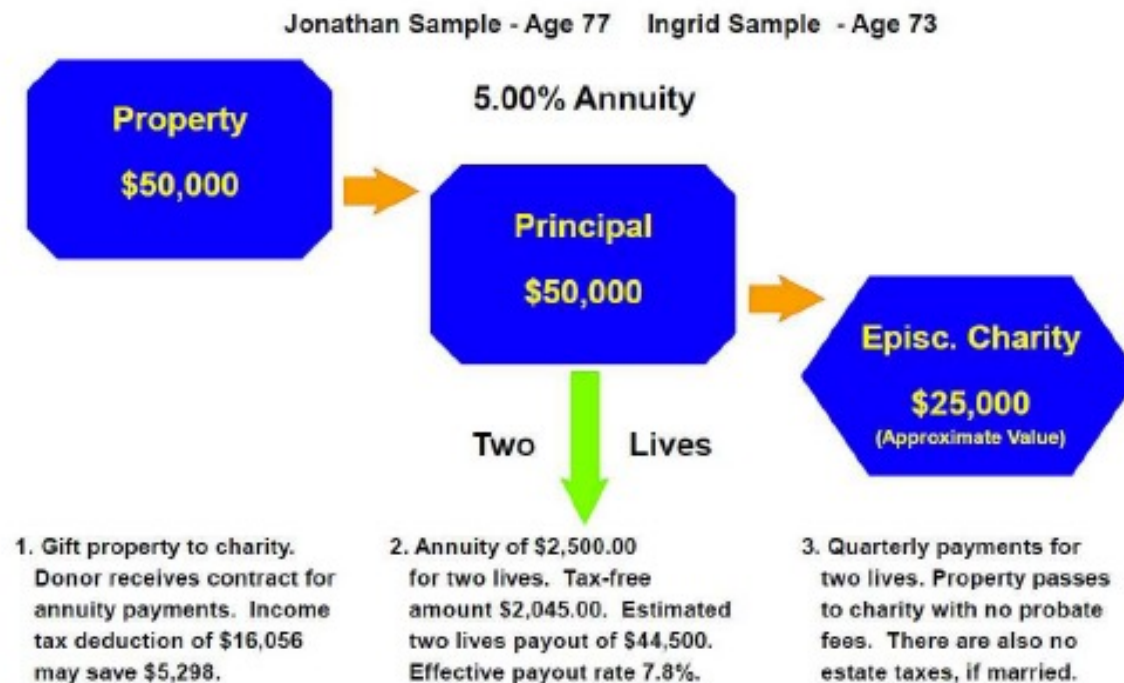 Jonathan Sample - Age 77 Ingrid Sample - Age 73
5.00% Annuity
Property
$50,000
Principal
$50,000
Episc. Charity
$25,000
(Approximate Value)
Two Lives
1. Gift property to charity.
Donor receives contract for
annuity payments. Income
tax deduction of $16,056
may save $5,298.
2. Annuity of $2,500.00
for two lives. Tax-free
amount $2,045.00. Estimated
two lives payout of $44,500.
Effective payout rate 7.8%.
3. Quarterly payments for
two lives. Property passes
to charity with no probate
fees. There are also no
estate taxes, if married.